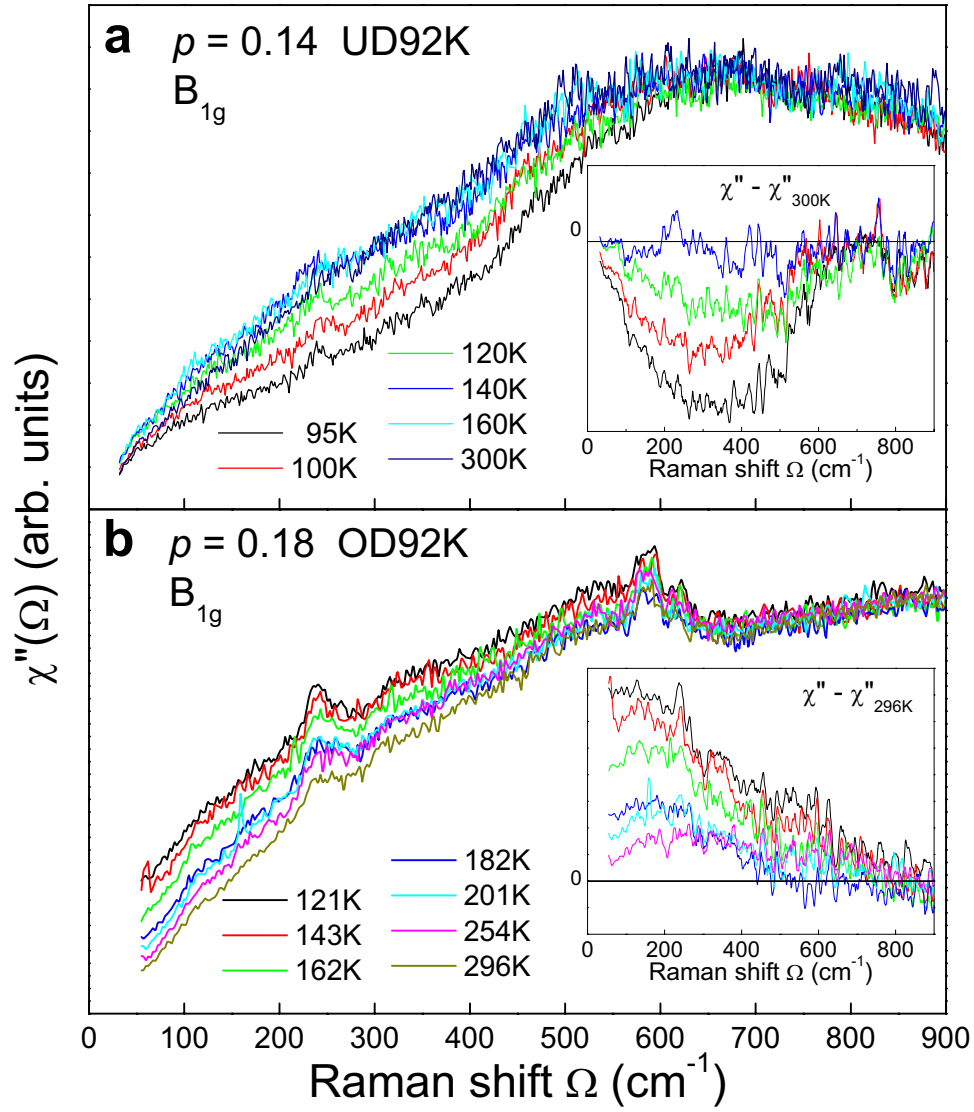 a p = 0.14 UD92K
B1g
χ" - χ"300K
0
120K
140K
95K
160K
100K
300K
0 200 400 600 800
Raman shift Ω (cm-1)
χ"(Ω) (arb. units)
b p = 0.18 OD92K
B1g
χ" - χ"296K
182K
121K
201K
143K
254K
162K
296K
0
0 200 400 600 800
Raman shift Ω (cm-1)
0 100 200 300 400 500 600 700 800 900
Raman shift Ω (cm-1)